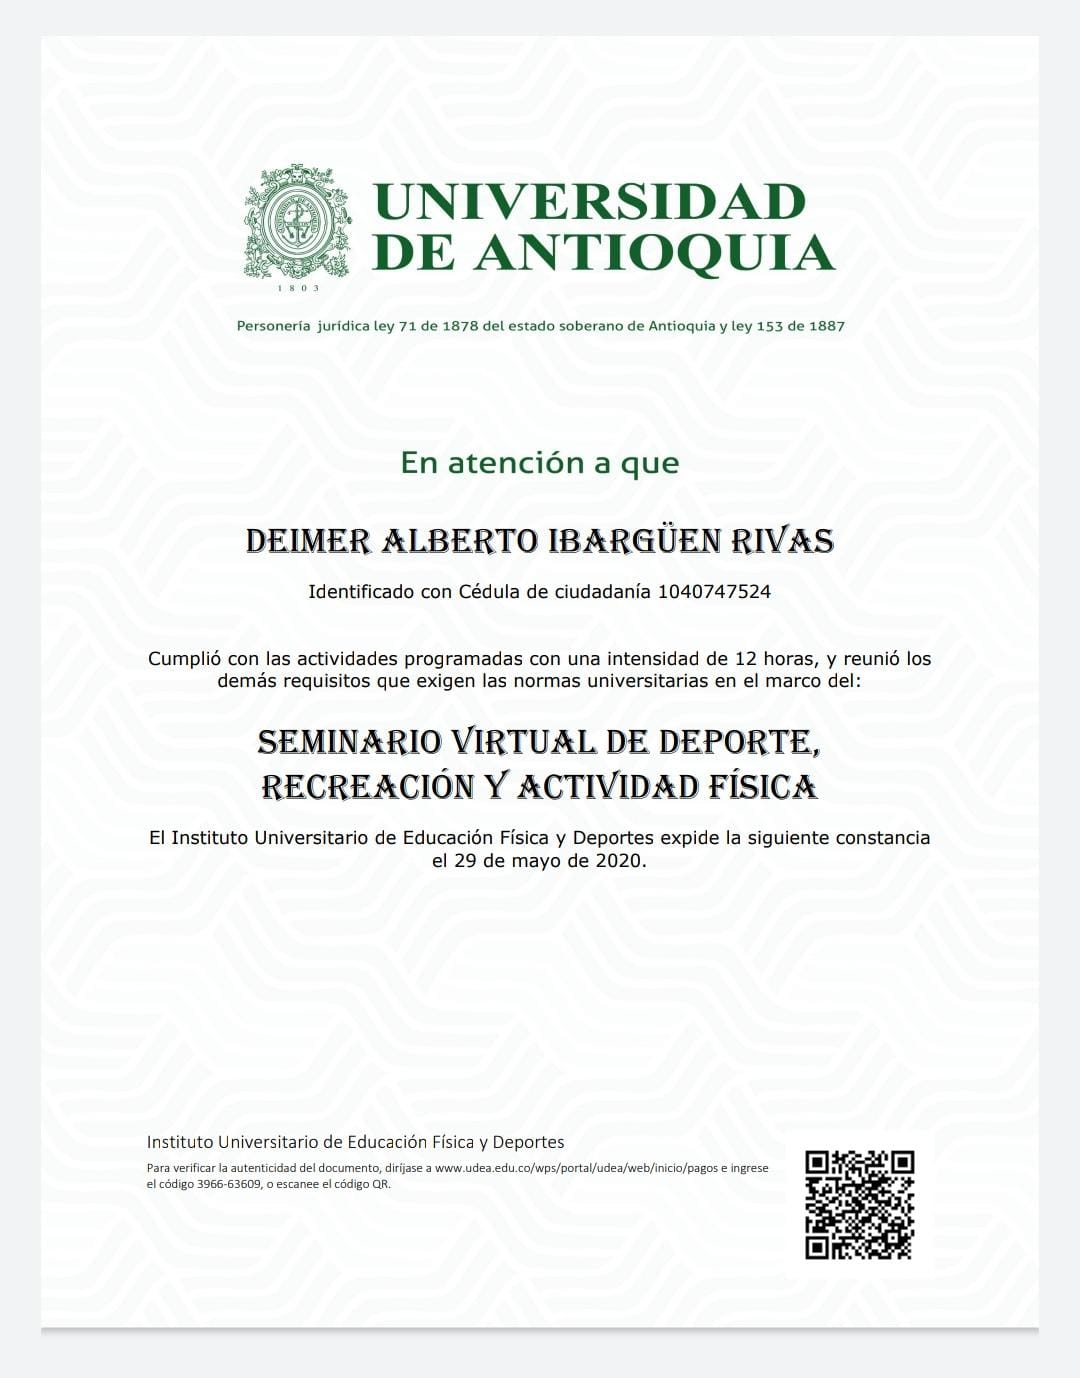 UNIVERSIDAD
DE ANTIOQUIA
1803
Personería jurídica ley 71 de 1878 del estado soberano de Antioquia y ley 153 de 1887
En atención a que
DEIMER ALBERTO IBARGÜEN RIVAS
Identificado con Cédula de ciudadanía 1040747524
Cumplió con las actividades programadas con una intensidad de 12 horas, y reunió los
demás requisitos que exigen las normas universitarias en el marco del:
SEMINARIO VIRTUAL DE DEPORTE,
RECREACIÓN Y ACTIVIDAD FÍSICA
El Instituto Universitario de Educación Física y Deportes expide la siguiente constancia
el 29 de mayo de 2020.
Instituto Universitario de Educación Física y Deportes
Para verificar la autenticidad del documento, diríjase a www.udea.edu.co/wps/portal/udea/web/inicio/pagos e ingrese
el código 3966-63609, o escanee el código QR.